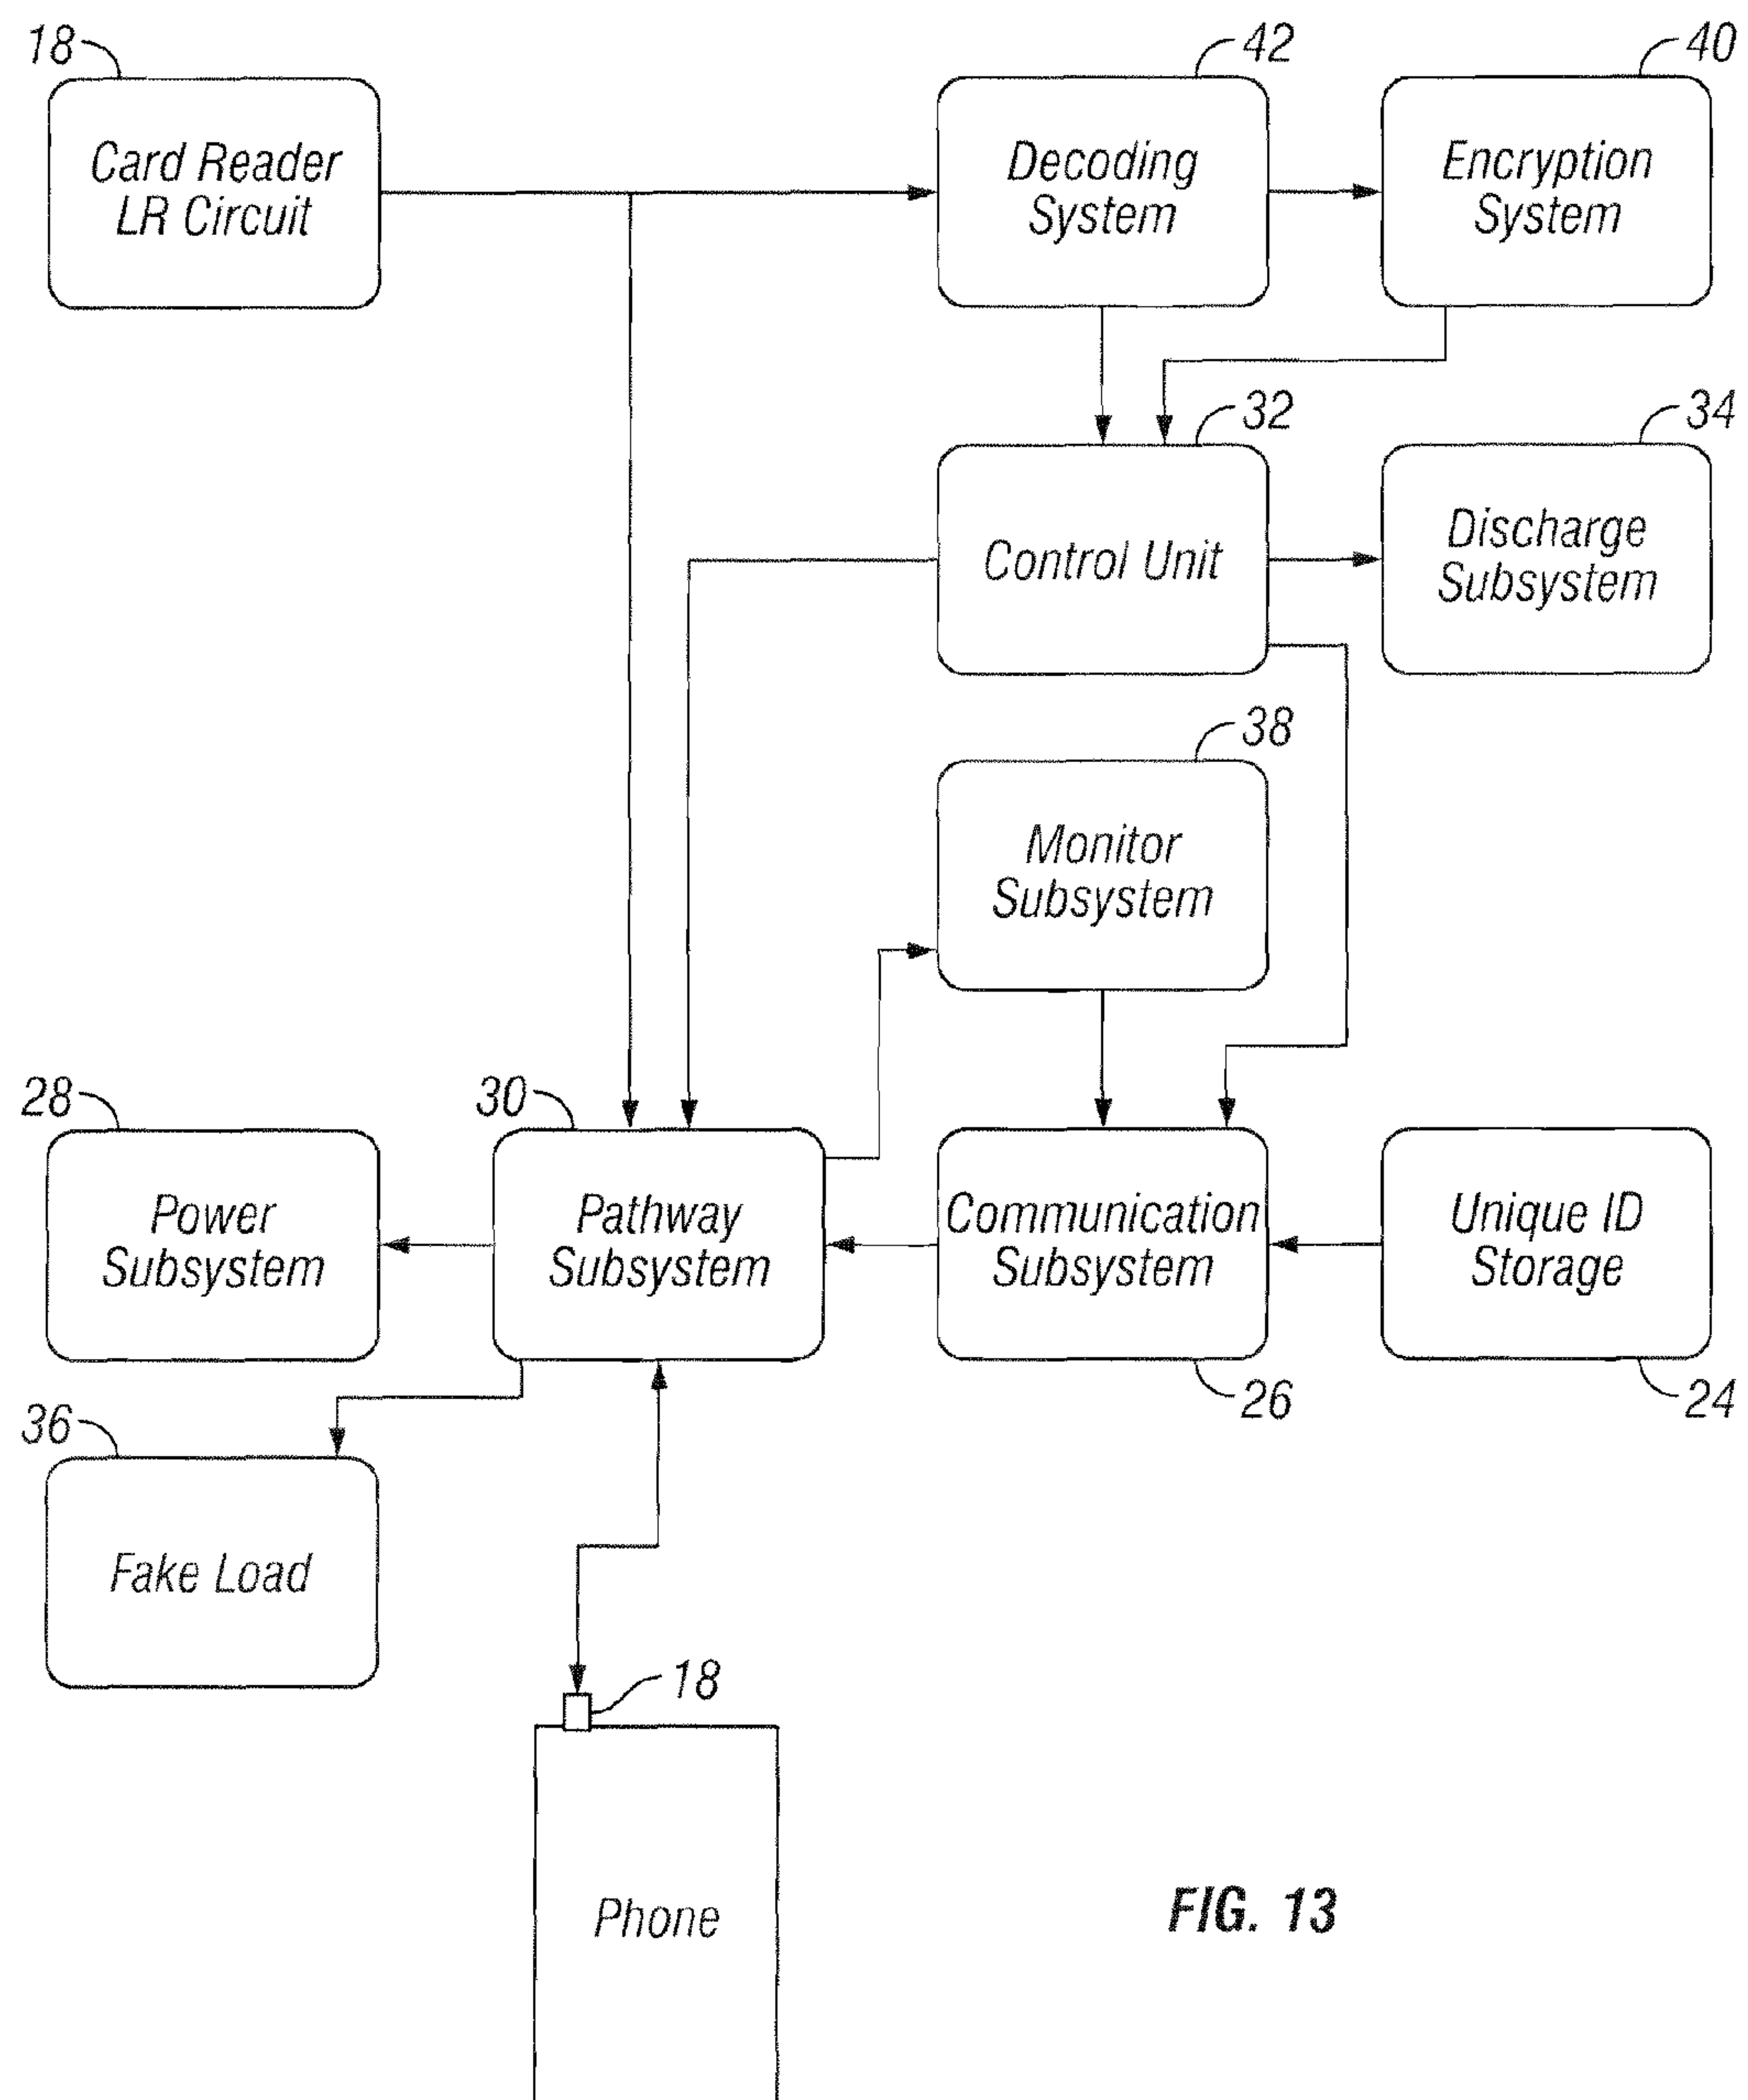 18
42
40
Card Reader
LR Circuit
Decoding
System
Encryption
System
32
34
Control Unit
Discharge
Subsystem
38
Monitor
Subsystem
28
30
Power
Subsystem
Pathway
Subsystem
Communication
Subsystem
Unique ID
Storage
26
24
36
Fake Load
18
Phone
FIG. 13